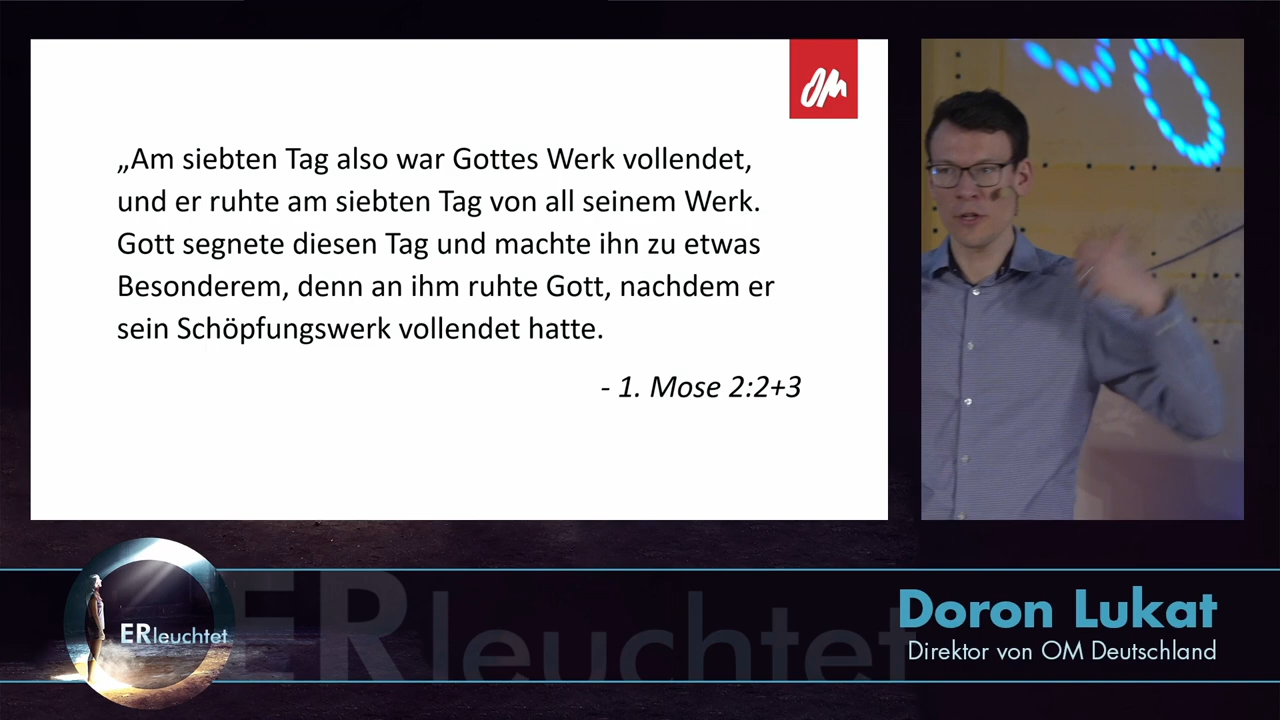 OM
„Am siebten Tag also war Gottes Werk vollendet,
und er ruhte am siebten Tag von all seinem Werk.
Gott segnete diesen Tag und machte ihn zu etwas
Besonderem, denn an ihm ruhte Gott, nachdem er
sein Schöpfungswerk vollendet hatte.
- 1. Mose 2:2+3
ERleuchtet
ERleuchtet
Doron Lukat
Direktor von OM Deutschland